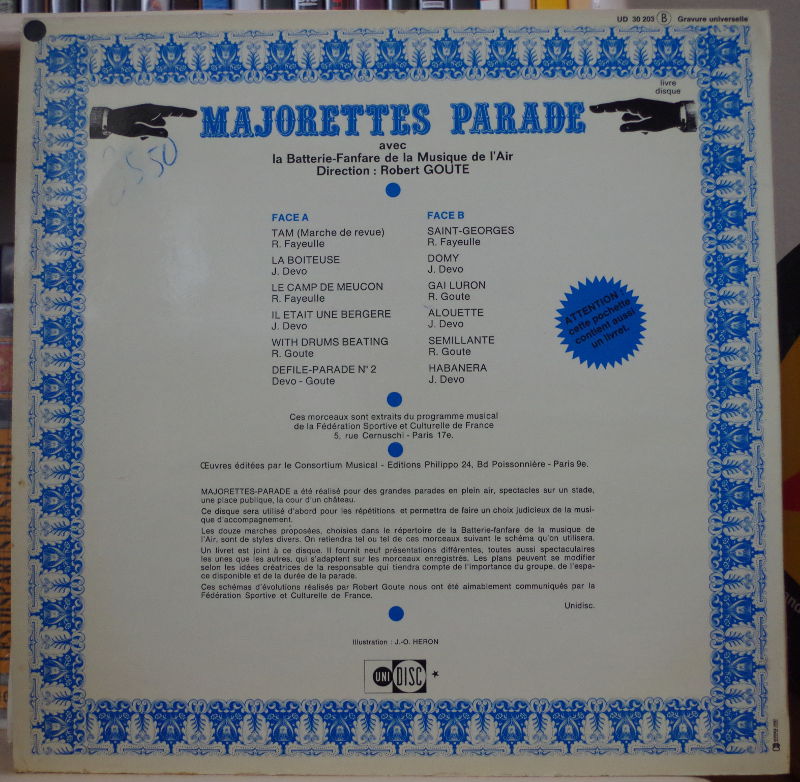 UD 30 203 B Gravure universelle
livre
disque
MAJORETTES PARADE
avec
la Batterie-Fanfare de la Musique de l'Air
Direction : Robert GOUTE
3550
FACE A
TAM (Marche de revue)
R. Fayeulle
LA BOITEUSE
J. Devo
LE CAMP DE MEUCON
R. Fayeulle
IL ETAIT UNE BERGERE
J. Devo
WITH DRUMS BEATING
R. Goute
DEFILE-PARADE N° 2
Devo - Goute
FACE B
SAINT-GEORGES
R. Fayeulle
DOMY
J. Devo
GAI LURON
R. Goute
ALOUETTE
J. Devo
SEMILLANTE
R. Goute
HABANERA
J. Devo
ATTENTION
cette pochette
contient aussi
un livret.
Ces morceaux sont extraits du programme musical
de la Fédération Sportive et Culturelle de France
5, rue Cernuschi - Paris 17e.
Œuvres éditées par le Consortium Musical - Editions Philippo 24, Bd Poissonnière - Paris 9e.
MAJORETTES-PARADE a été réalisé pour des grandes parades en plein air, spectacles sur un stade,
une place publique, la cour d'un château.
Ce disque sera utilisé d'abord pour les répétitions et permettra de faire un choix judicieux de la musi-
que d'accompagnement.
Les douze marches proposées, choisies dans le répertoire de la Batterie-fanfare de la musique de
l'Air, sont de styles divers. On retiendra tel ou tel de ces morceaux suivant le schéma qu'on utilisera.
Un livret est joint à ce disque. Il fournit neuf présentations différentes, toutes aussi spectaculaires
les unes que les autres, qui s'adaptent sur les morceaux enregistrés. Les plans peuvent se modifier
selon les idées créatrices de la responsable qui tiendra compte de l'importance du groupe, de l'espa-
ce disponible et de la durée de la parade.
Ces schémas d'évolutions réalisés par Robert Goute nous ont été aimablement communiqués par la
Fédération Sportive et Culturelle de France.
Unidisc.
Illustration : J.-O. HERON
UNI DISC